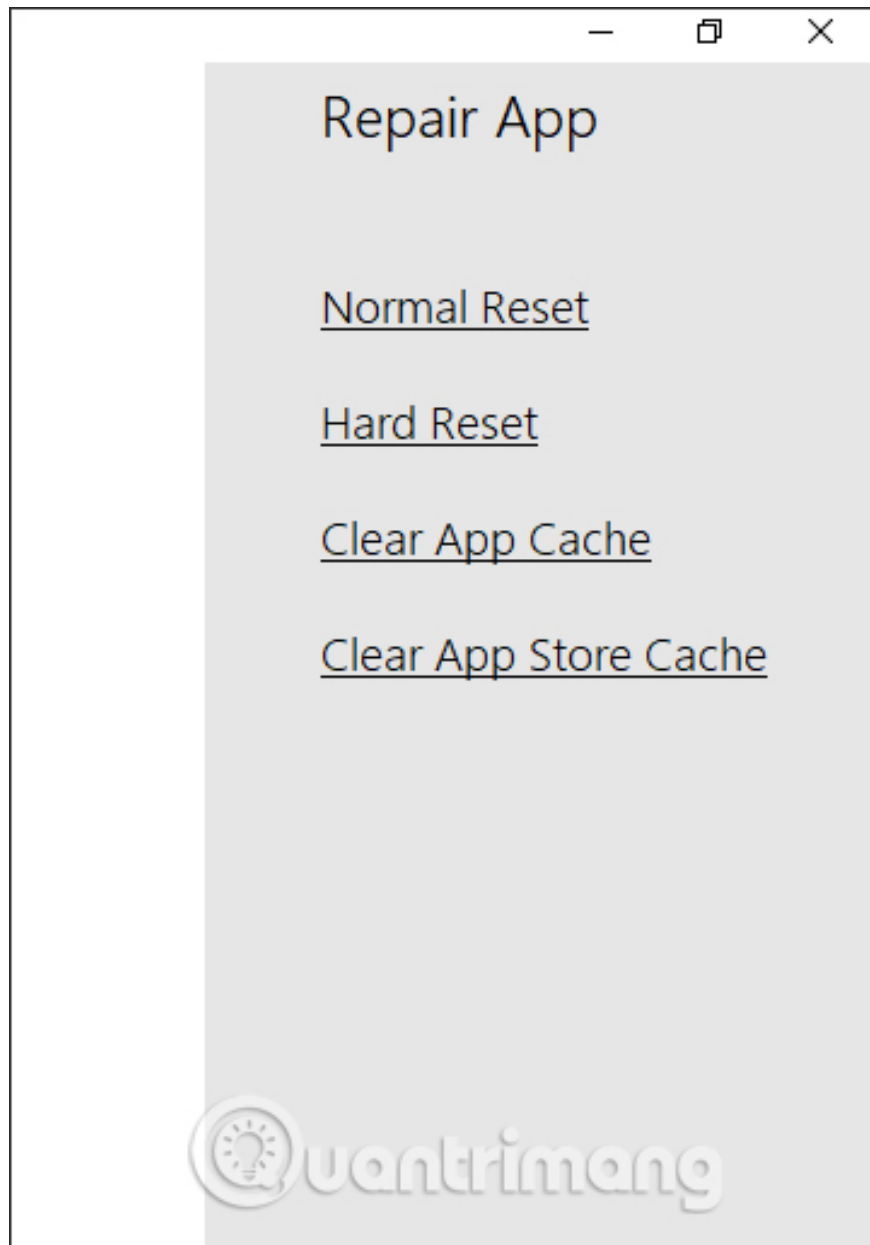 Repair App
Normal Reset
Hard Reset
Clear App Cache
Clear App Store Cache
Quantrimang